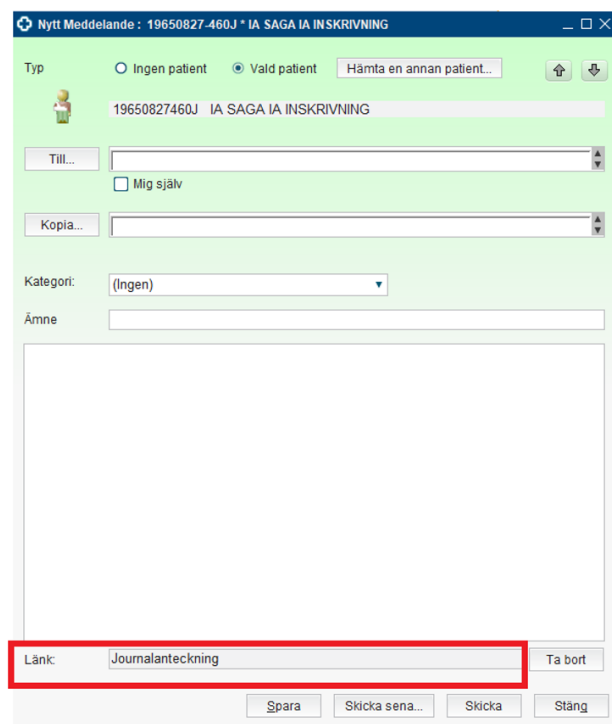 Nytt Meddelande : 19650827-460J * IA SAGA IA INSKRIVNING
Typ Ingen patient Vald patient Hämta en annan patient...
19650827460J IA SAGA IA INSKRIVNING
Till...
Mig själv
Kopia...
Kategori: (Ingen)
Ämne
Länk: Journalanteckning Ta bort
Spara Skicka sena... Skicka Stäng